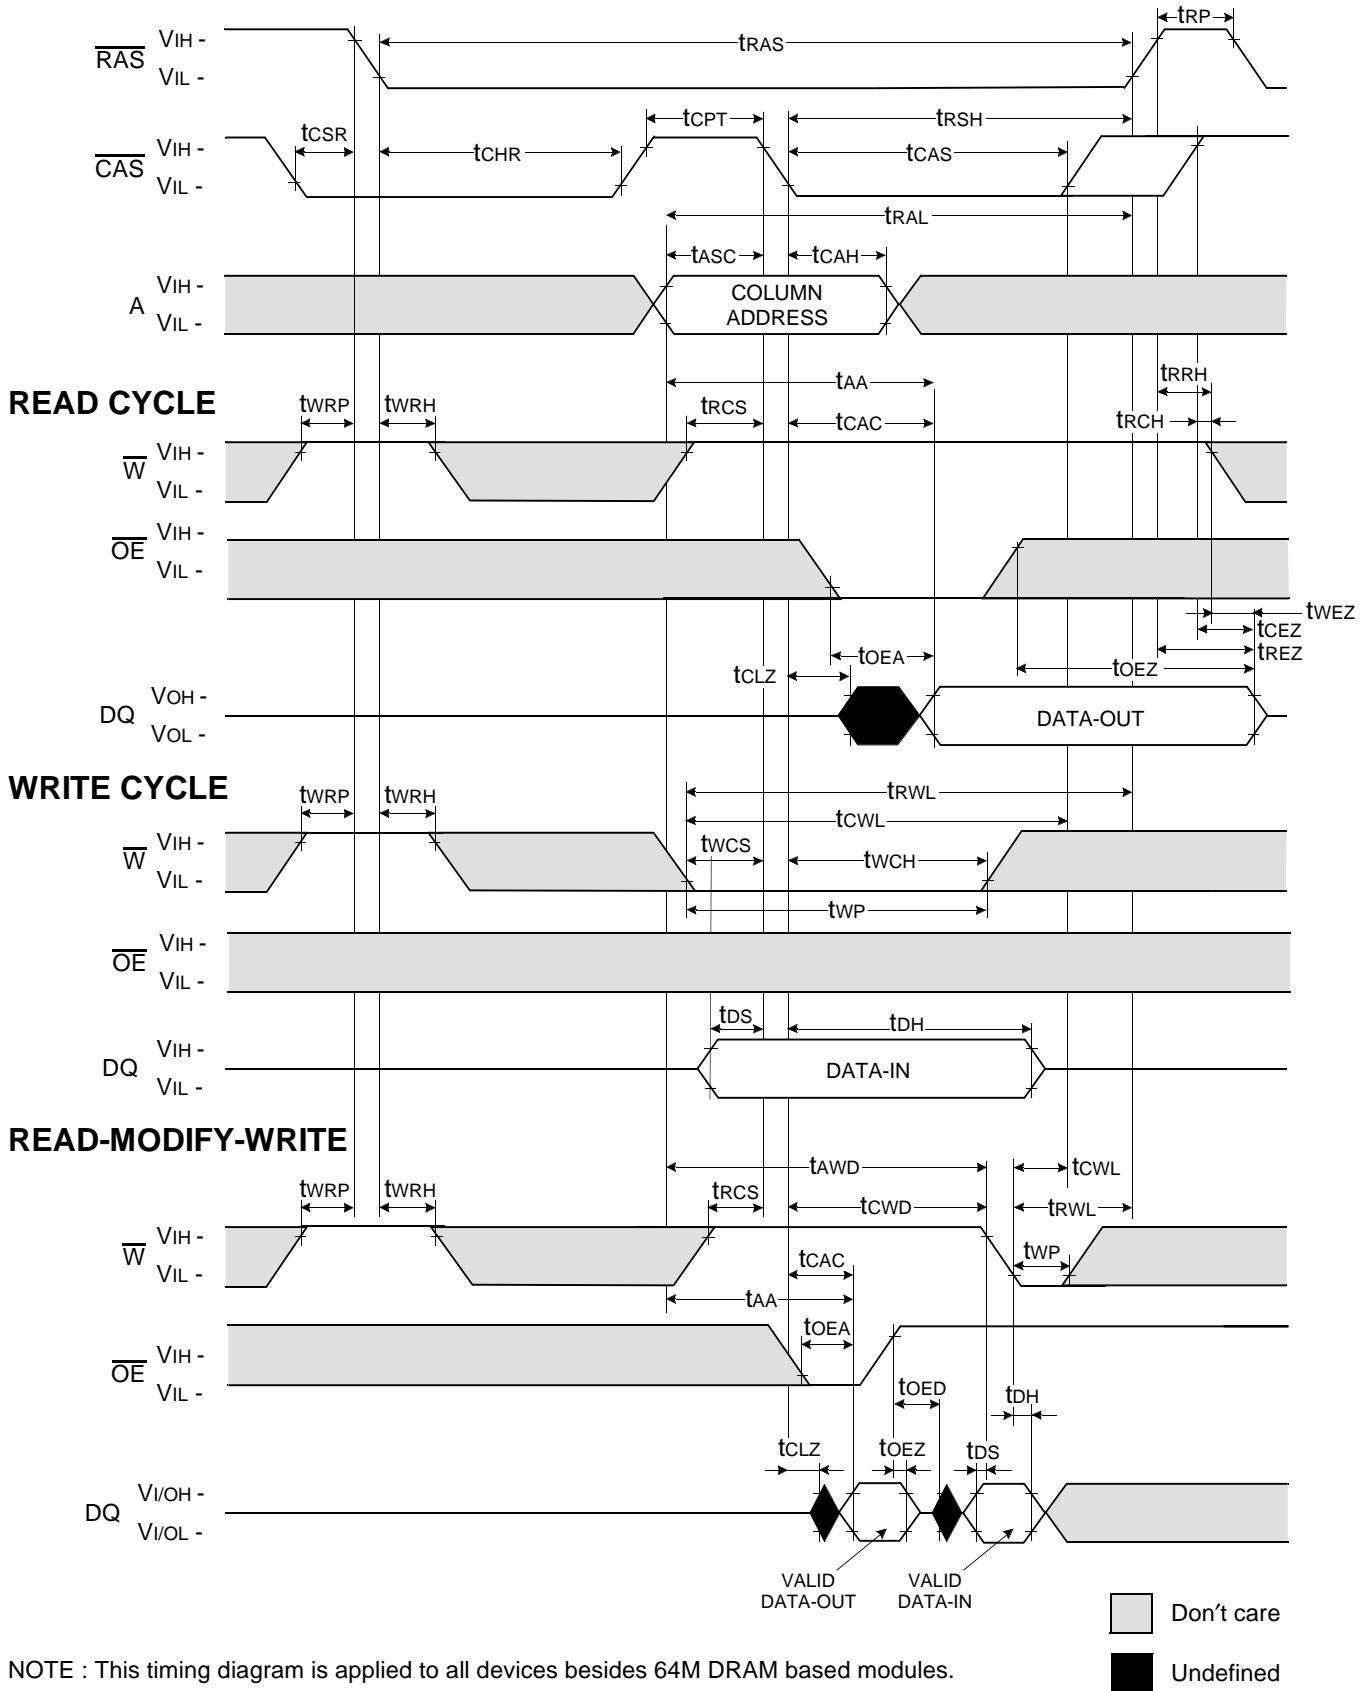 tRP
RAS VIH - tRAS
VIL -
tCPT tRSH
tCSR
CAS VIH - tCHR tCAS
VIL -
tRAL
tASC tCAH
A VIH - COLUMN
VIL - ADDRESS
tRRH
READ CYCLE tAA
tWRP tWRH tRCS tCAC tRCH
W VIH -
VIL -
OE VIH -
VIL -
tWEZ
tCEZ
tOEA tREZ
tCLZ tOEZ
DQ VOH - DATA-OUT
VOL -
WRITE CYCLE
tWRP tWRH tRWL
tCWL
W VIH - tWCS tWCH
VIL -
tWP
OE VIH -
VIL -
tDS tDH
DQ VIH - DATA-IN
VIL -
READ-MODIFY-WRITE
tAWD tCWL
tWRP tWRH tRCS tCWD tRWL
W VIH - tWP
VIL - tCAC
tAA
tOEA
OE VIH -
VIL -
tOED tDH
tCLZ tOEZ tDS
DQ VI/OH -
VI/OL -
VALID VALID
DATA-OUT DATA-IN
Don′t care
NOTE : This timing diagram is applied to all devices besides 64M DRAM based modules.
Undefined